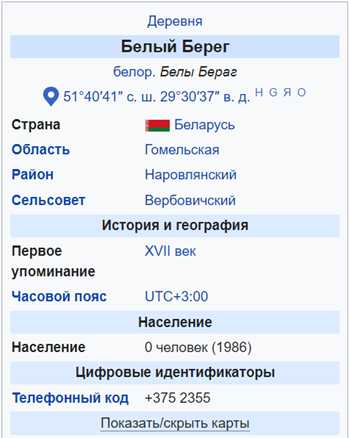 Деревня
Белый Берег
белор. Белы Бераг
51°40′41″ с. ш. 29°30′37″ в. д. H G Я O
Страна Беларусь
Область Гомельская
Район Наровлянский
Сельсовет Вербовичский
История и география
Первое XVII век
упоминание
Часовой пояс UTC+3:00
Население
Население 0 человек (1986)
Цифровые идентификаторы
Телефонный код +375 2355
Показать/скрыть карты